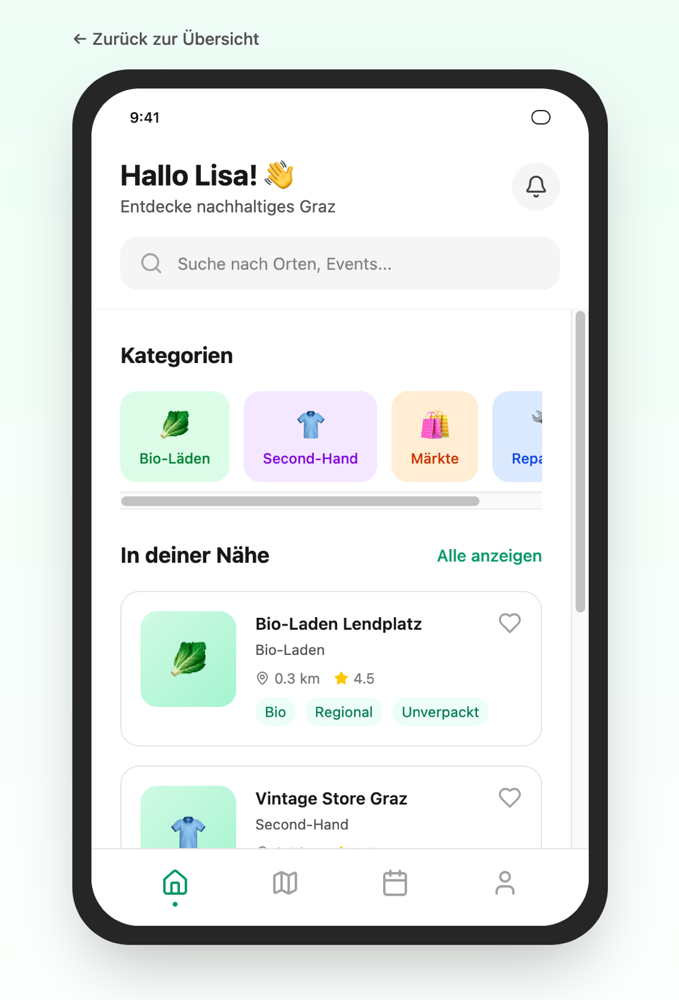 ← Zurück zur Übersicht
9:41
Hallo Lisa! 👋
Entdecke nachhaltiges Graz
Suche nach Orten, Events...
Kategorien
Bio-Läden
Second-Hand
Märkte
Repa
In deiner Nähe
Alle anzeigen
Bio-Laden Lendplatz
Bio-Laden
0.3 km 4.5
Bio Regional Unverpackt
Vintage Store Graz
Second-Hand